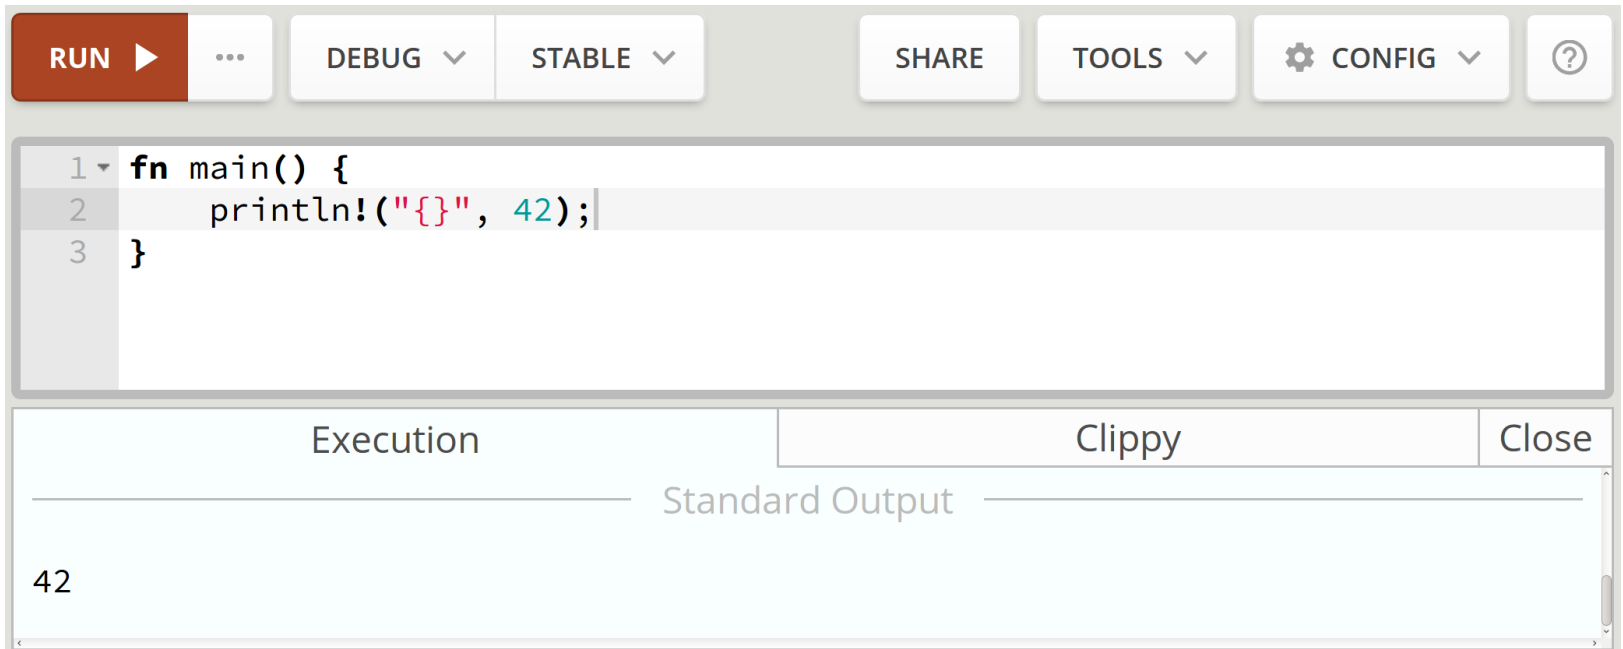 RUN ... DEBUG STABLE SHARE TOOLS CONFIG ?
1 fn main() {
2     println!("{}", 42);
3 }
Execution Clippy Close
Standard Output
42